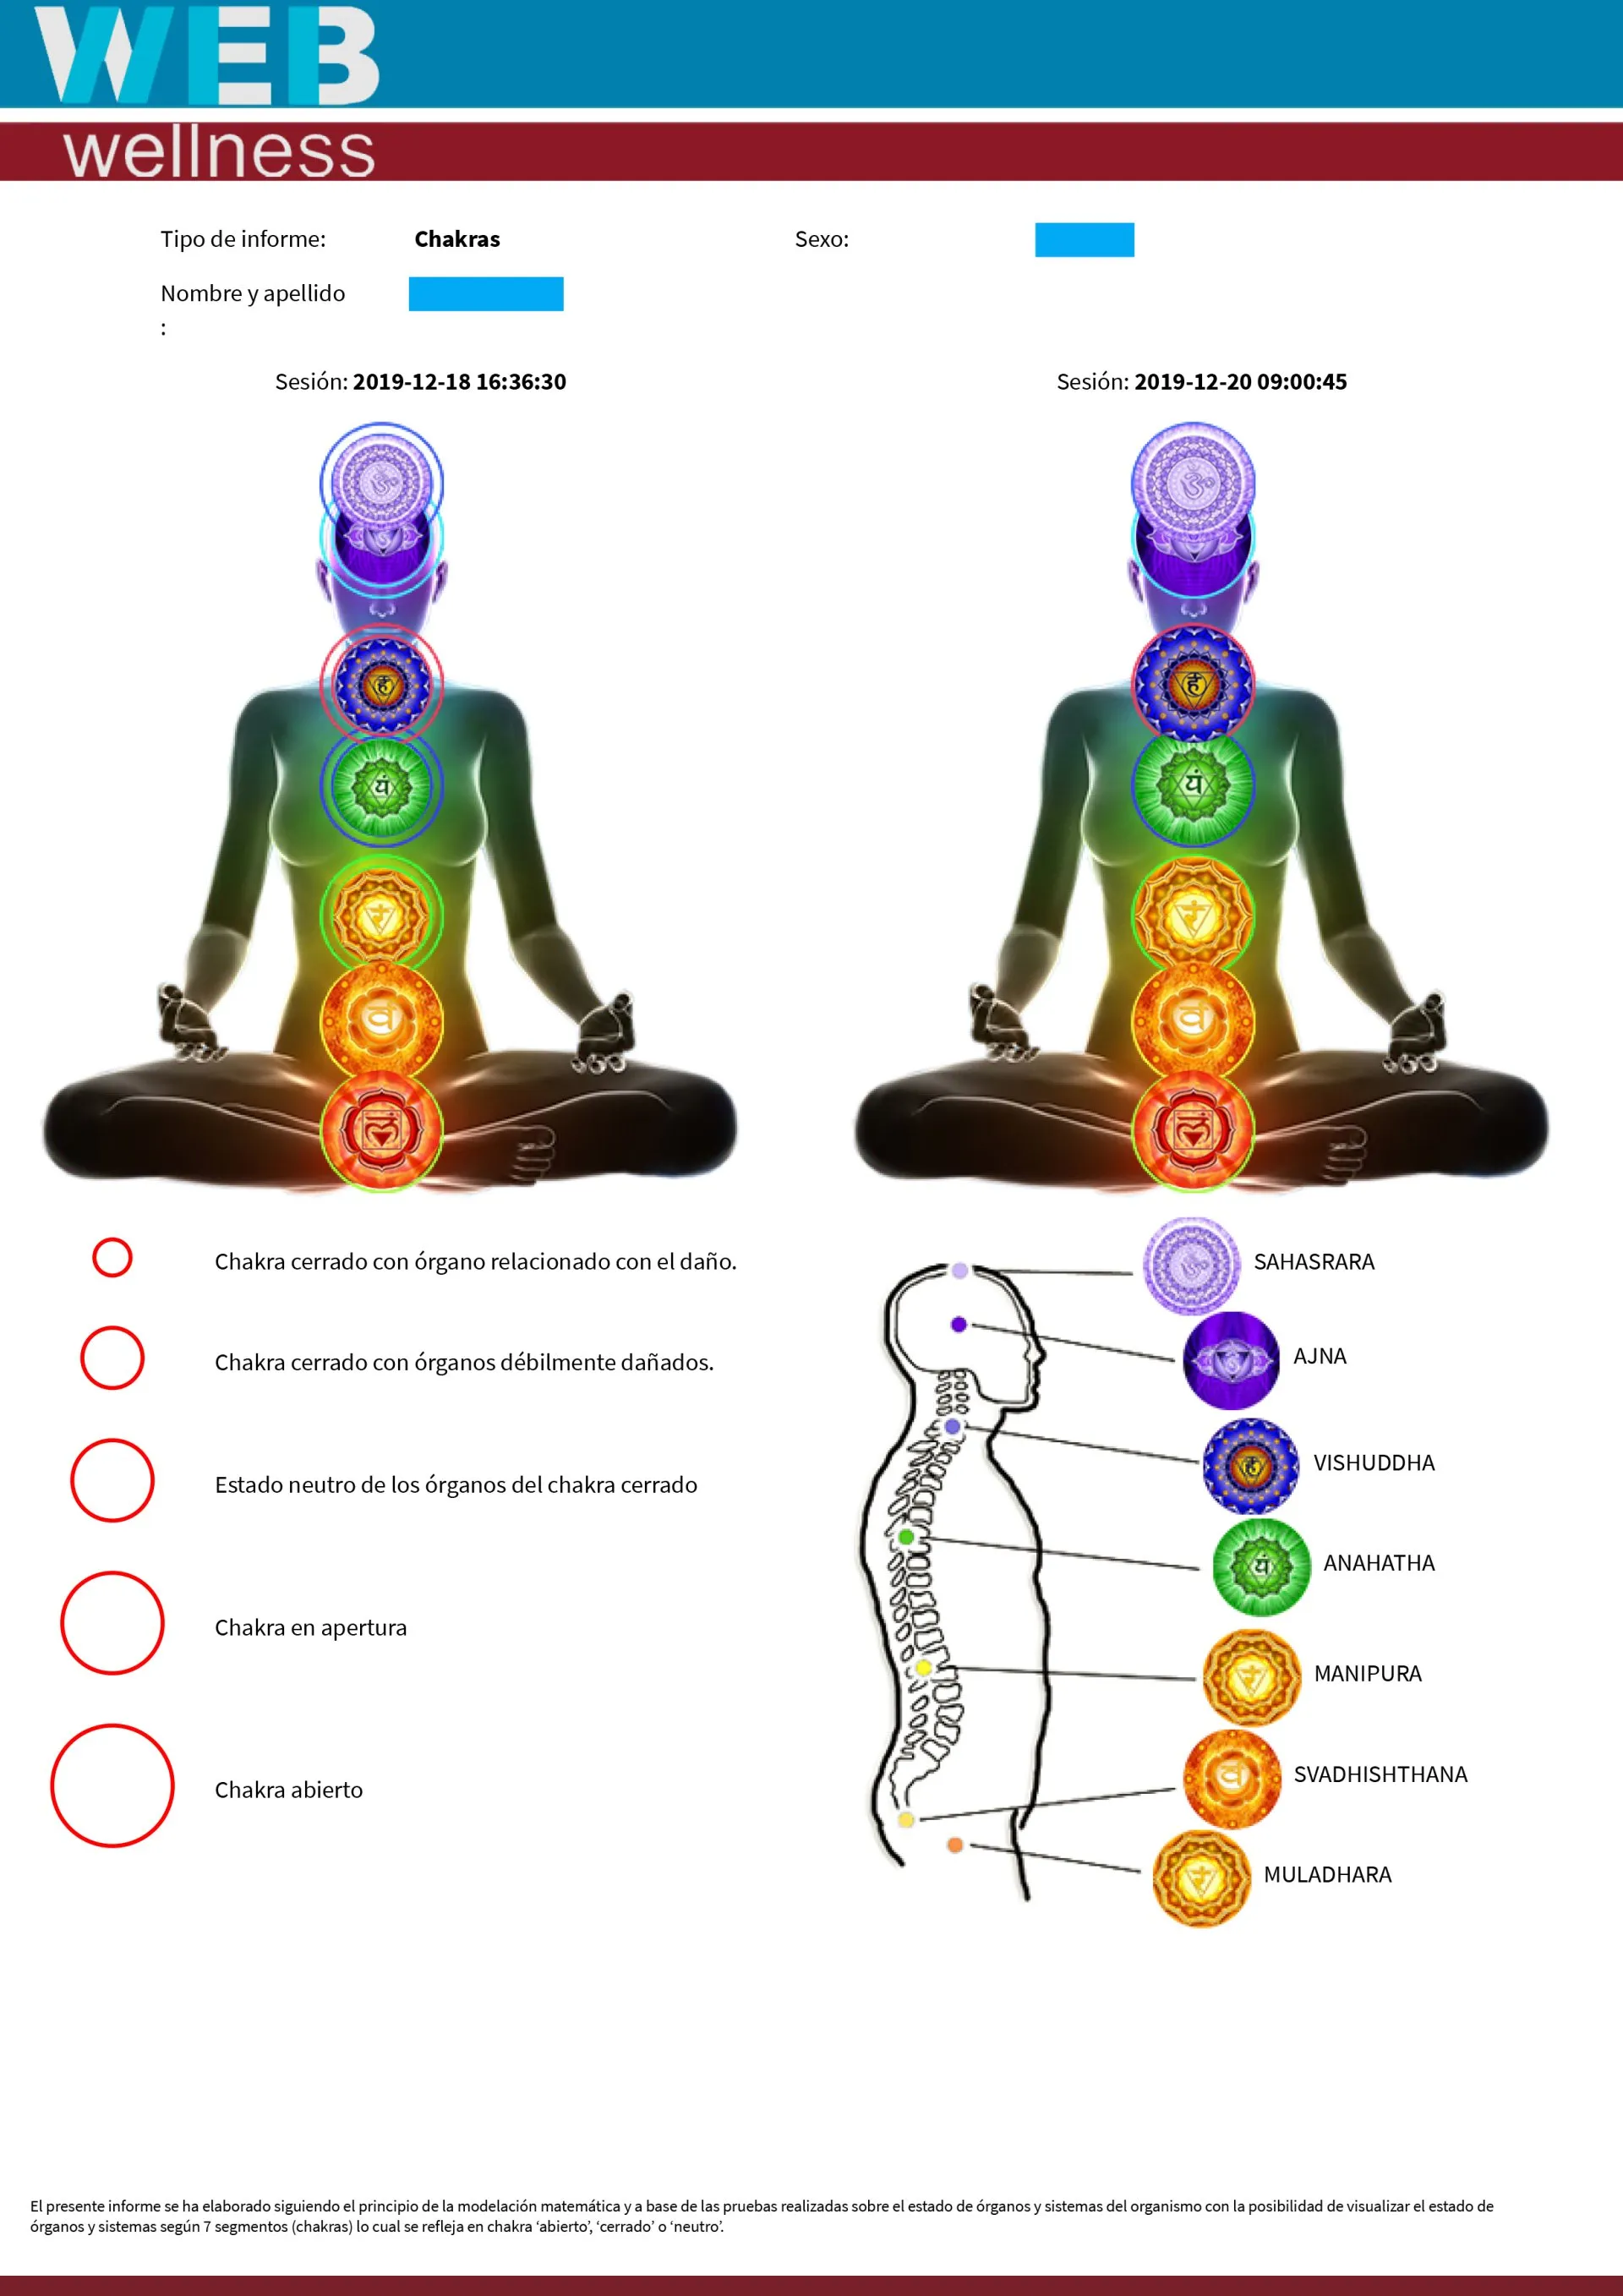 WEB
wellness
Tipo de informe: Chakras Sexo:
Nombre y apellido
:
Sesión: 2019-12-18 16:36:30
Sesión: 2019-12-20 09:00:45
Chakra cerrado con órgano relacionado con el daño.
Chakra cerrado con órganos débilmente dañados.
Estado neutro de los órganos del chakra cerrado
Chakra en apertura
Chakra abierto
SAHASRARA
AJNA
VISHUDDHA
ANAHATHA
MANIPURA
SVADHISHTHANA
MULADHARA
El presente informe se ha elaborado siguiendo el principio de la modelación matemática y a base de las pruebas realizadas sobre el estado de órganos y sistemas del organismo con la posibilidad de visualizar el estado de
órganos y sistemas según 7 segmentos (chakras) lo cual se refleja en chakra ‘abierto’, ‘cerrado’ o ‘neutro’.